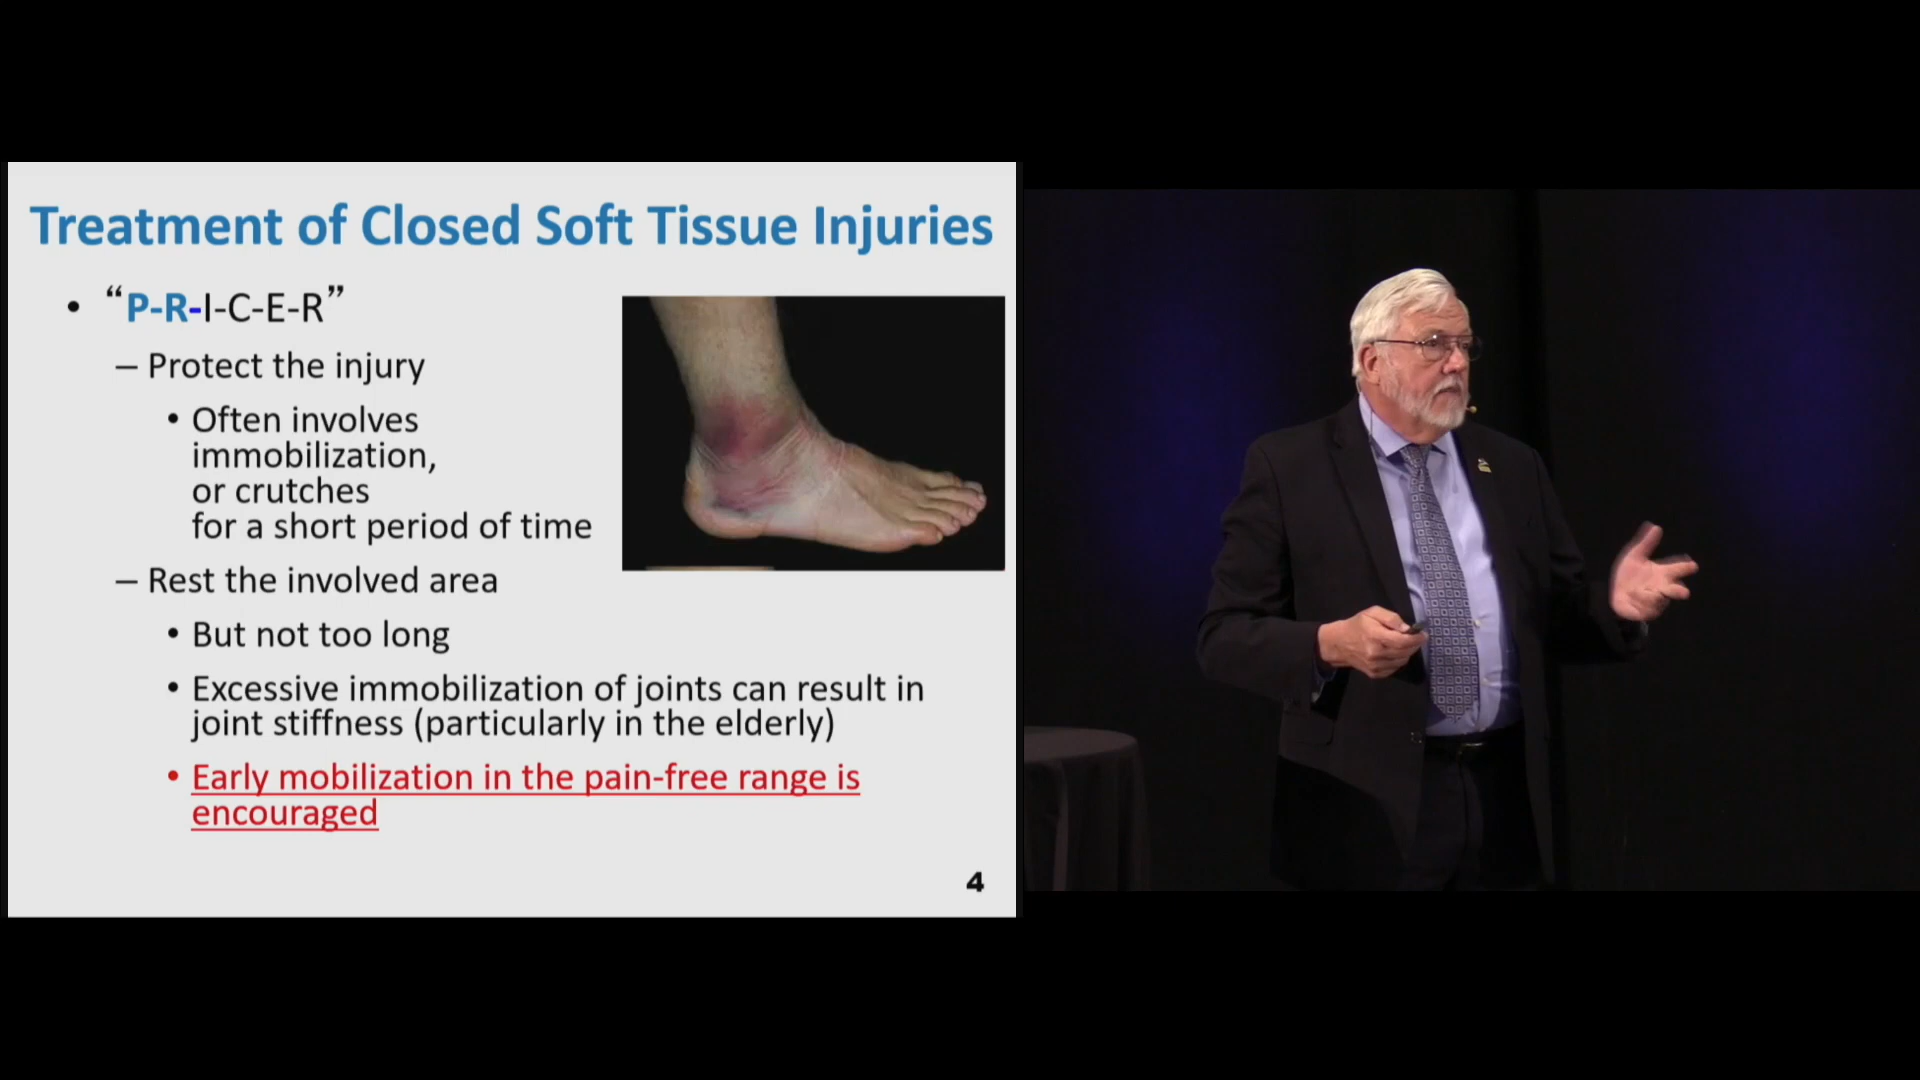 Treatment of Closed Soft Tissue Injuries
• “P-R-I-C-E-R”
– Protect the injury
• Often involves
immobilization,
or crutches
for a short period of time
– Rest the involved area
• But not too long
• Excessive immobilization of joints can result in
joint stiffness (particularly in the elderly)
• Early mobilization in the pain-free range is
encouraged
4